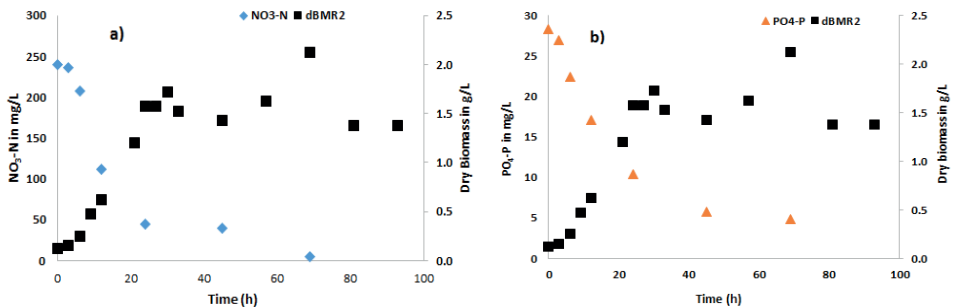 NO3-N dBMR2
a)
300
250
200
150
100
50
0
NO₃-N in mg/L
2.5
2.0
1.5
1.0
0.5
0.0
Dry Biomass in g/L
0 20 40 60 80 100
Time (h)
PO4-P dBMR2
b)
30
25
20
15
10
5
0
PO₄-P in mg/L
2.5
2.0
1.5
1.0
0.5
0.0
Dry biomass in g/L
0 20 40 60 80 100
Time (h)